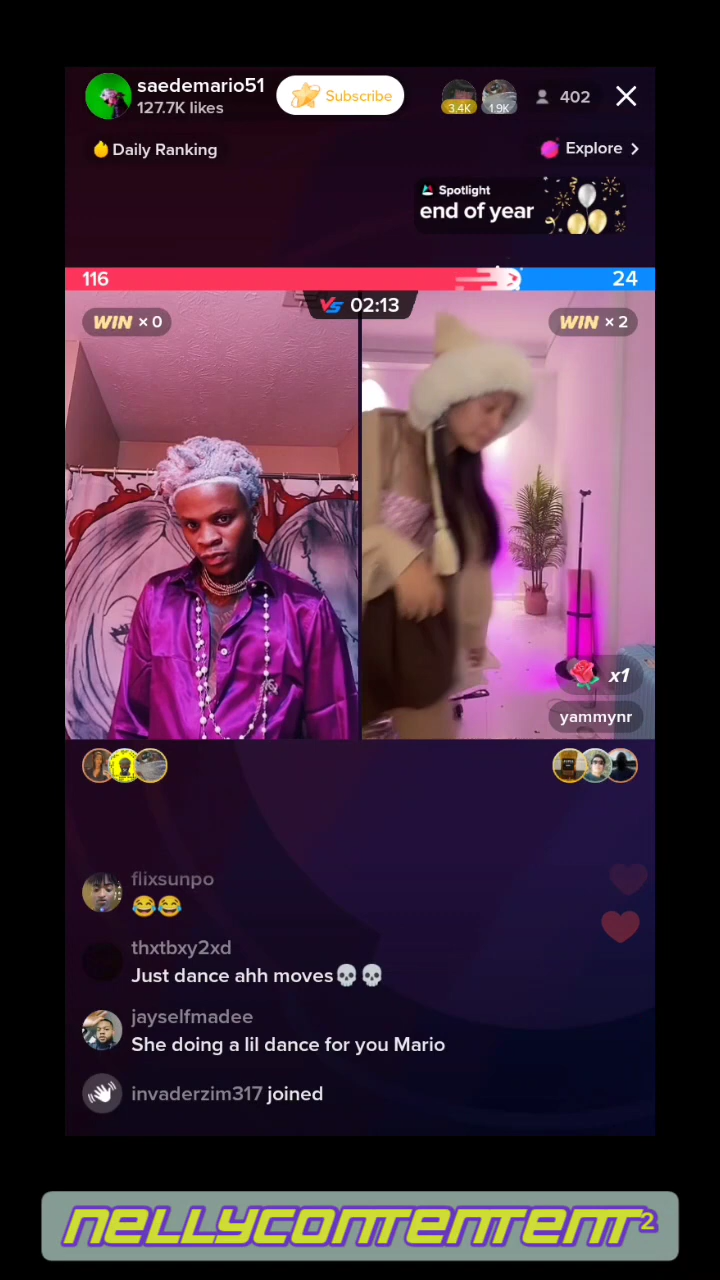 saedemario51
127.7K likes
Subscribe
3.4K
1.9K
402
Daily Ranking
Explore
Spotlight
end of year
116
24
VS 02:13
WIN × 0
WIN × 2
x1
yammynr
flixsunpo
😂😂
thxtbxy2xd
Just dance ahh moves💀💀
jayselfmadee
She doing a lil dance for you Mario
invaderzim317 joined
NELLYCONTENTENT²